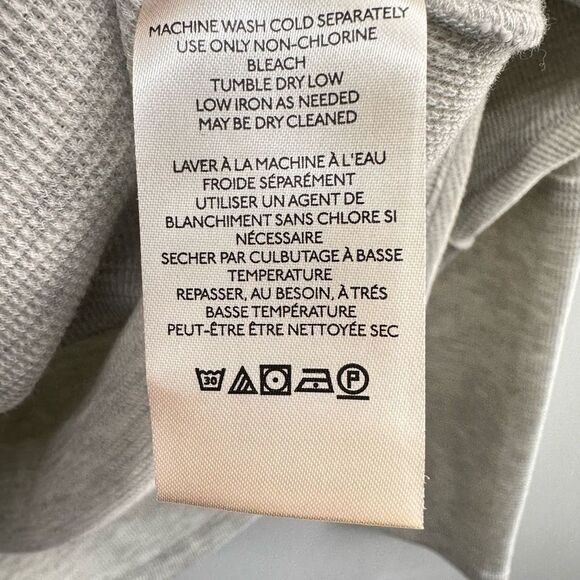 MACHINE WASH COLD SEPARATELY
USE ONLY NON-CHLORINE
BLEACH
TUMBLE DRY LOW
LOW IRON AS NEEDED
MAY BE DRY CLEANED
LAVER À LA MACHINE À L'EAU
FROIDE SÉPARÉMENT
UTILISER UN AGENT DE
BLANCHIMENT SANS CHLORE SI
NÉCESSAIRE
SECHER PAR CULBUTAGE À BASSE
TEMPERATURE
REPASSER, AU BESOIN, À TRÉS
BASSE TEMPÉRATURE
PEUT-ÊTRE ÊTRE NETTOYÉE SEC
30 P